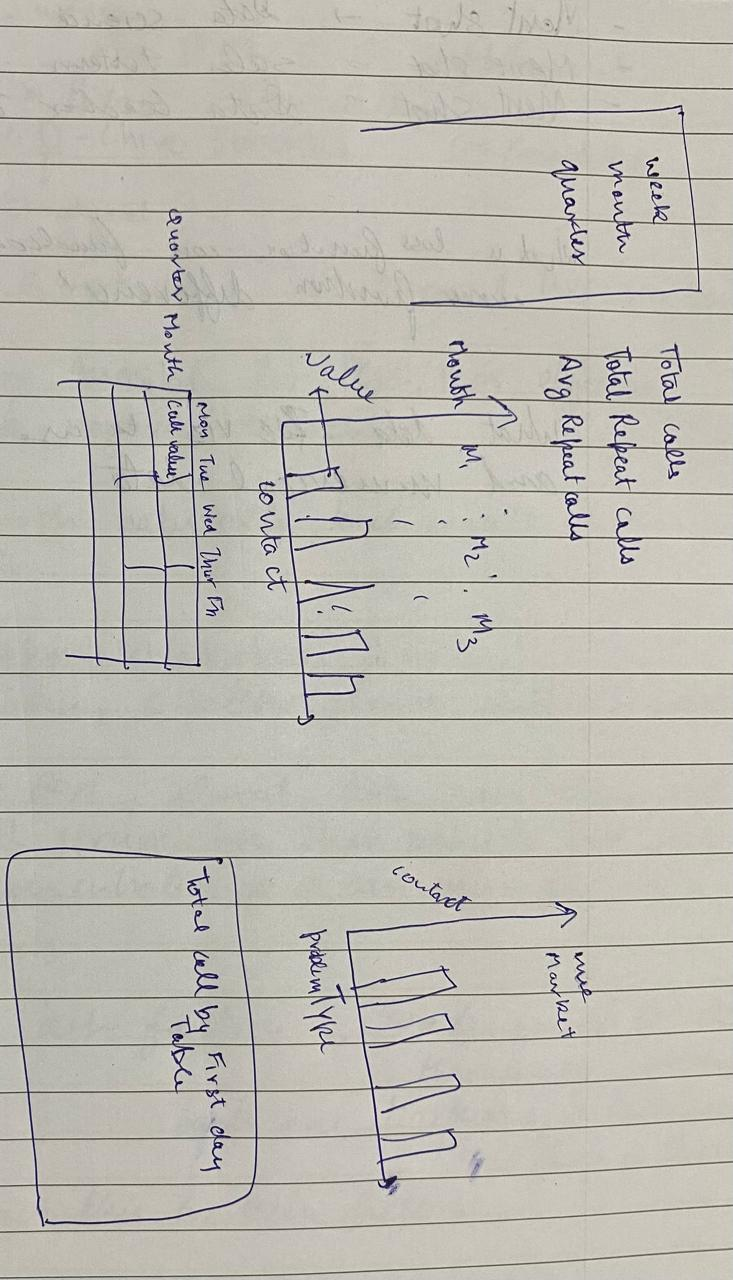 week
month
quarter
Total calls
Total Repeat calls
Avg Repeat calls
Month M1 M2 M3
Value
contact
Quarter Month
Mon Tue Wed Thur Fri
Call value
Market
contact
problem Type
Total call by First day
Table